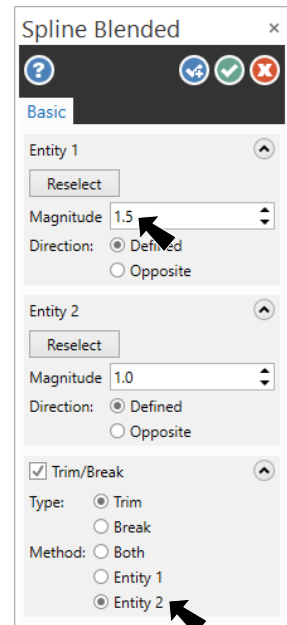 Spline Blended
Basic
Entity 1
Reselect
Magnitude 1.5
Direction: Defined
Opposite
Entity 2
Reselect
Magnitude 1.0
Direction: Defined
Opposite
Trim/Break
Type: Trim
Break
Method: Both
Entity 1
Entity 2